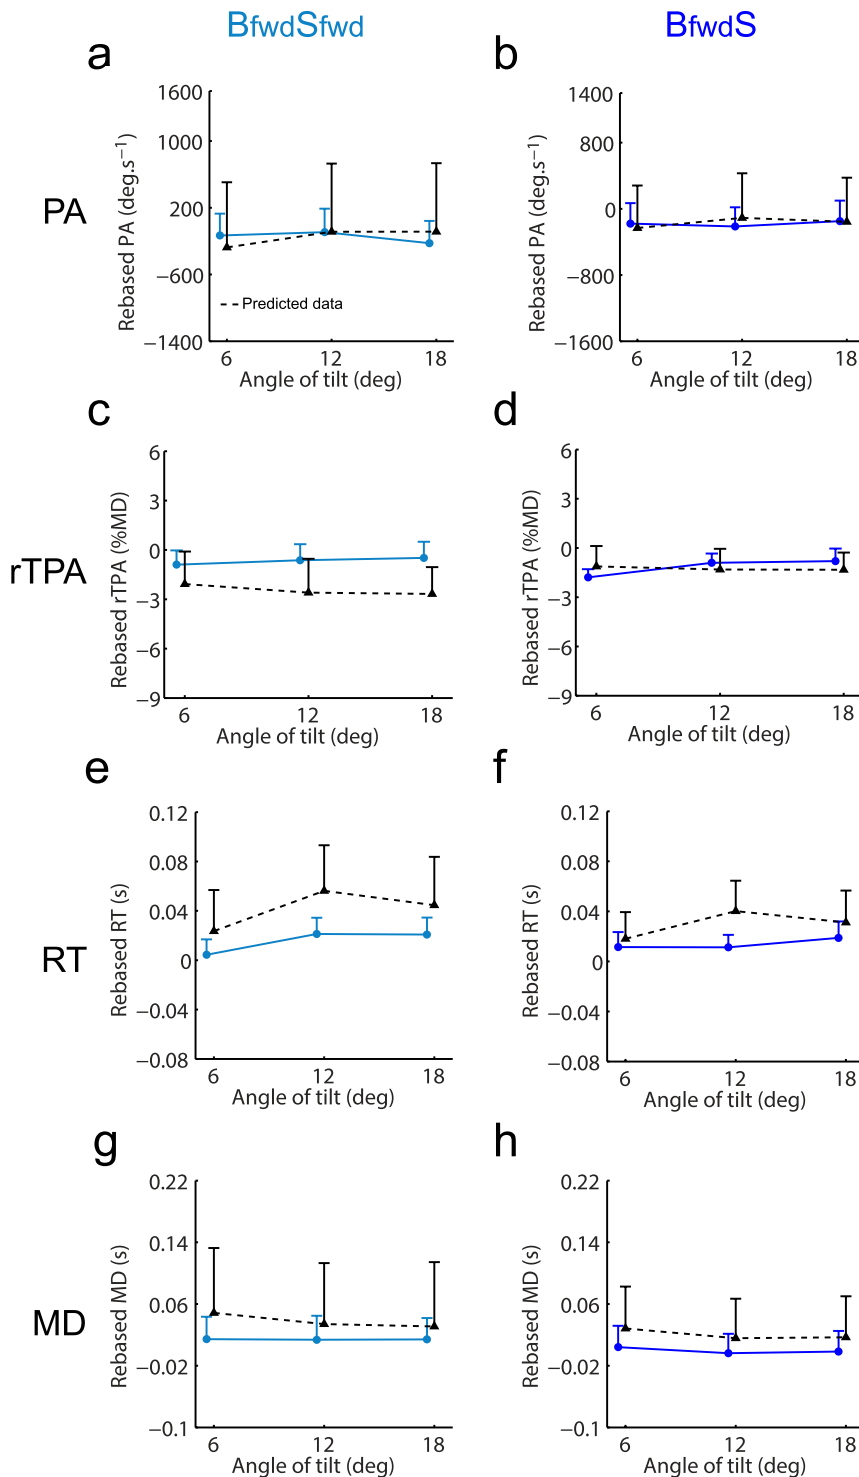 BfwdSfwd
BfwdS
a
b
PA
Rebased PA (deg.s−1)
1600
1000
200
−600
−1400
Predicted data
6
12
18
Angle of tilt (deg)
Rebased PA (deg.s−1)
1400
800
0
−800
−1600
6
12
18
Angle of tilt (deg)
c
d
rTPA
Rebased rTPA (%MD)
6
3
0
−3
−6
−9
6
12
18
Angle of tilt (deg)
Rebased rTPA (%MD)
6
3
0
−3
−6
−9
6
12
18
Angle of tilt (deg)
e
f
RT
Rebased RT (s)
0.12
0.08
0.04
0
−0.04
−0.08
6
12
18
Angle of tilt (deg)
Rebased RT (s)
0.12
0.08
0.04
0
−0.04
−0.08
6
12
18
Angle of tilt (deg)
g
h
MD
Rebased MD (s)
0.22
0.14
0.06
−0.02
−0.1
6
12
18
Angle of tilt (deg)
Rebased MD (s)
0.22
0.14
0.06
−0.02
−0.1
6
12
18
Angle of tilt (deg)